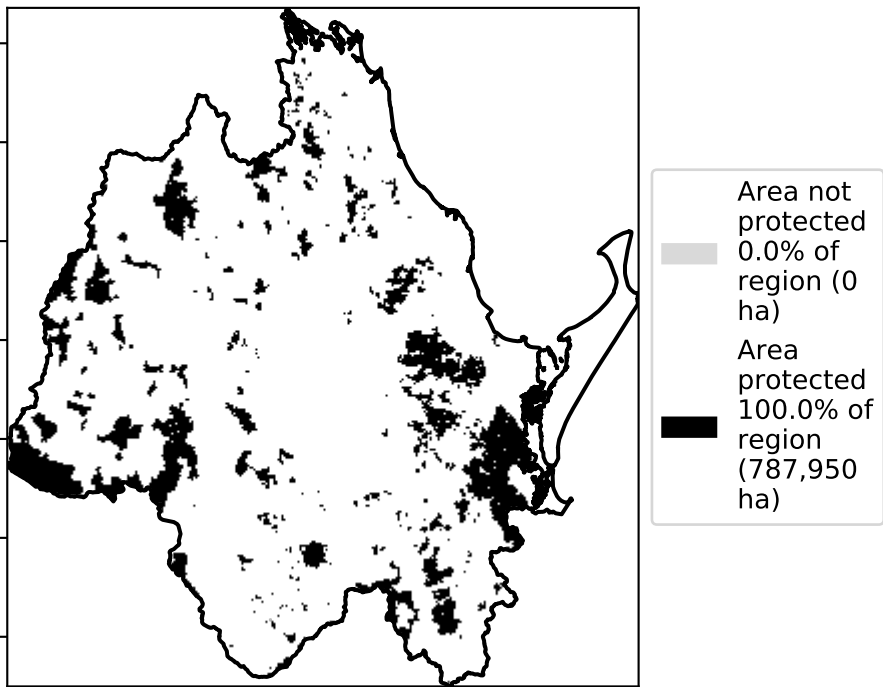 Area not
protected
0.0% of
region (0
ha)
Area
protected
100.0% of
region
(787,950
ha)